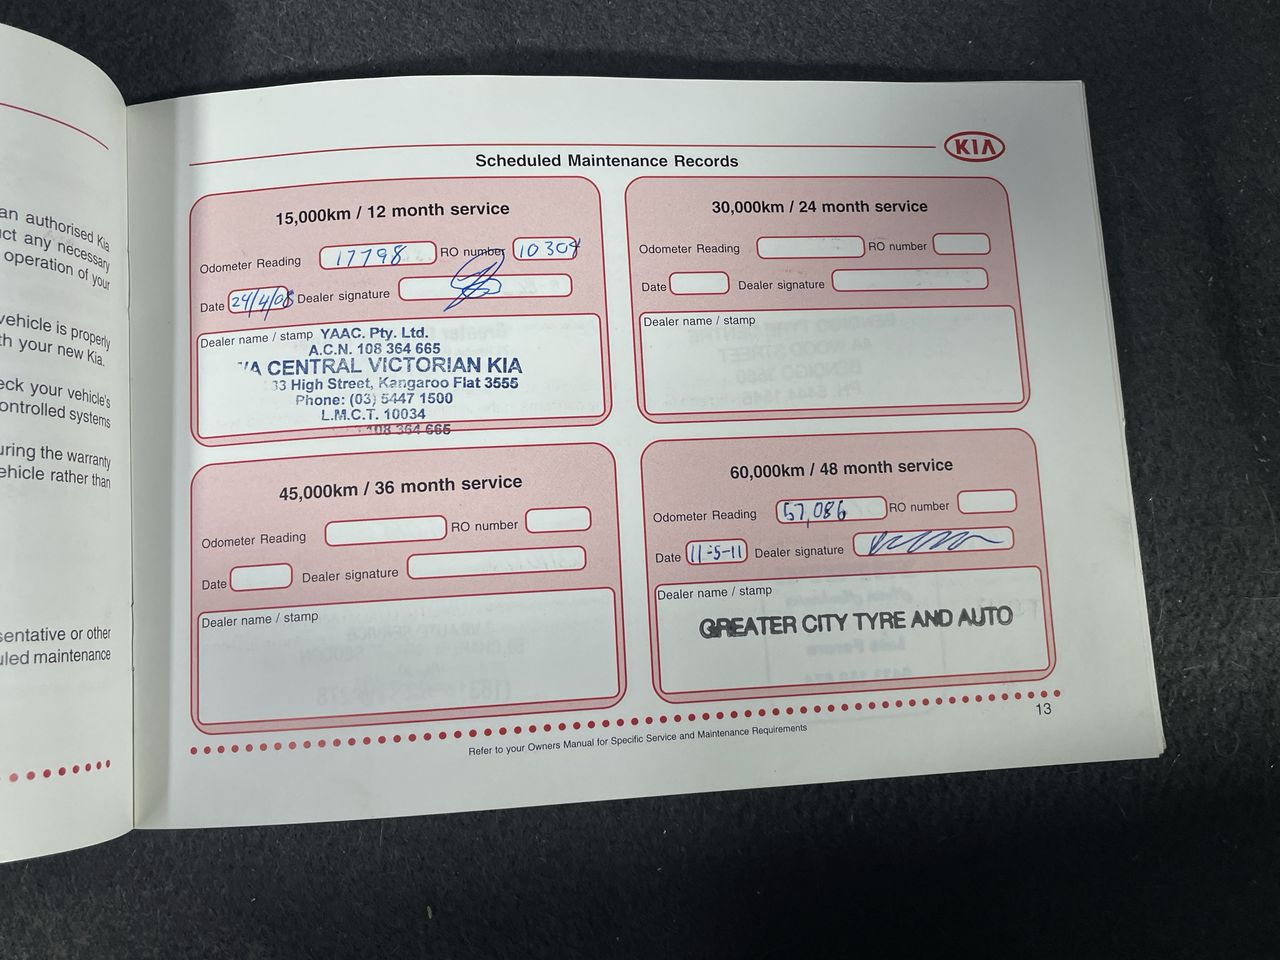 an authorised Kia
uct any necessary
operation of your
vehicle is properly
th your new Kia.
eck your vehicle's
ontrolled systems
uring the warranty
ehicle rather than
sentative or other
uled maintenance
KIA
Scheduled Maintenance Records
15,000km / 12 month service
Odometer Reading 17798 RO number 10304
Date 24/4/08 Dealer signature
Dealer name / stamp YAAC. Pty. Ltd.
A.C.N. 108 364 665
CENTRAL VICTORIAN KIA
33 High Street, Kangaroo Flat 3555
Phone: (03) 5447 1500
L.M.C.T. 10034
108 364 665
30,000km / 24 month service
Odometer Reading RO number
Date Dealer signature
Dealer name / stamp
45,000km / 36 month service
Odometer Reading RO number
Date Dealer signature
Dealer name / stamp
60,000km / 48 month service
Odometer Reading 57,086 RO number
Date 11-5-11 Dealer signature
Dealer name / stamp
GREATER CITY TYRE AND AUTO
13
Refer to your Owners Manual for Specific Service and Maintenance Requirements